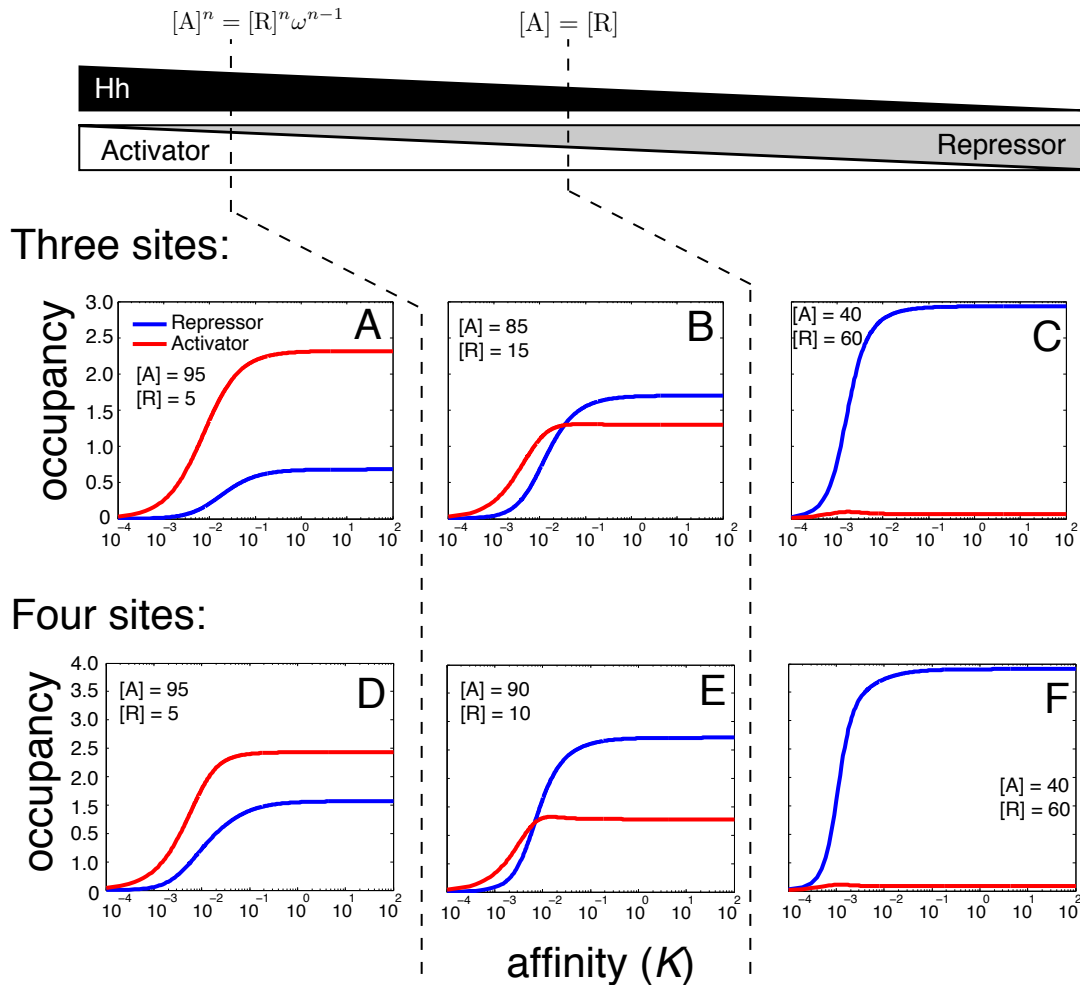 [A]^n = [R]^n ω^{n−1}
[A] = [R]
Hh
Activator
Repressor
Three sites:
occupancy
3.0
2.5
2.0
1.5
1.0
0.5
0
Repressor
Activator
[A] = 95
[R] = 5
A
10^−4 10^−3 10^−2 10^−1 10^0 10^1 10^2
[A] = 85
[R] = 15
B
10^−4 10^−3 10^−2 10^−1 10^0 10^1 10^2
[A] = 40
[R] = 60
C
10^−4 10^−3 10^−2 10^−1 10^0 10^1 10^2
Four sites:
occupancy
4.0
3.5
2.5
2.0
1.5
1.0
0
[A] = 95
[R] = 5
D
10^−4 10^−3 10^−2 10^−1 10^0 10^1 10^2
[A] = 90
[R] = 10
E
10^−4 10^−3 10^−2 10^−1 10^0 10^1 10^2
F
[A] = 40
[R] = 60
10^−4 10^−3 10^−2 10^−1 10^0 10^1 10^2
affinity (K)